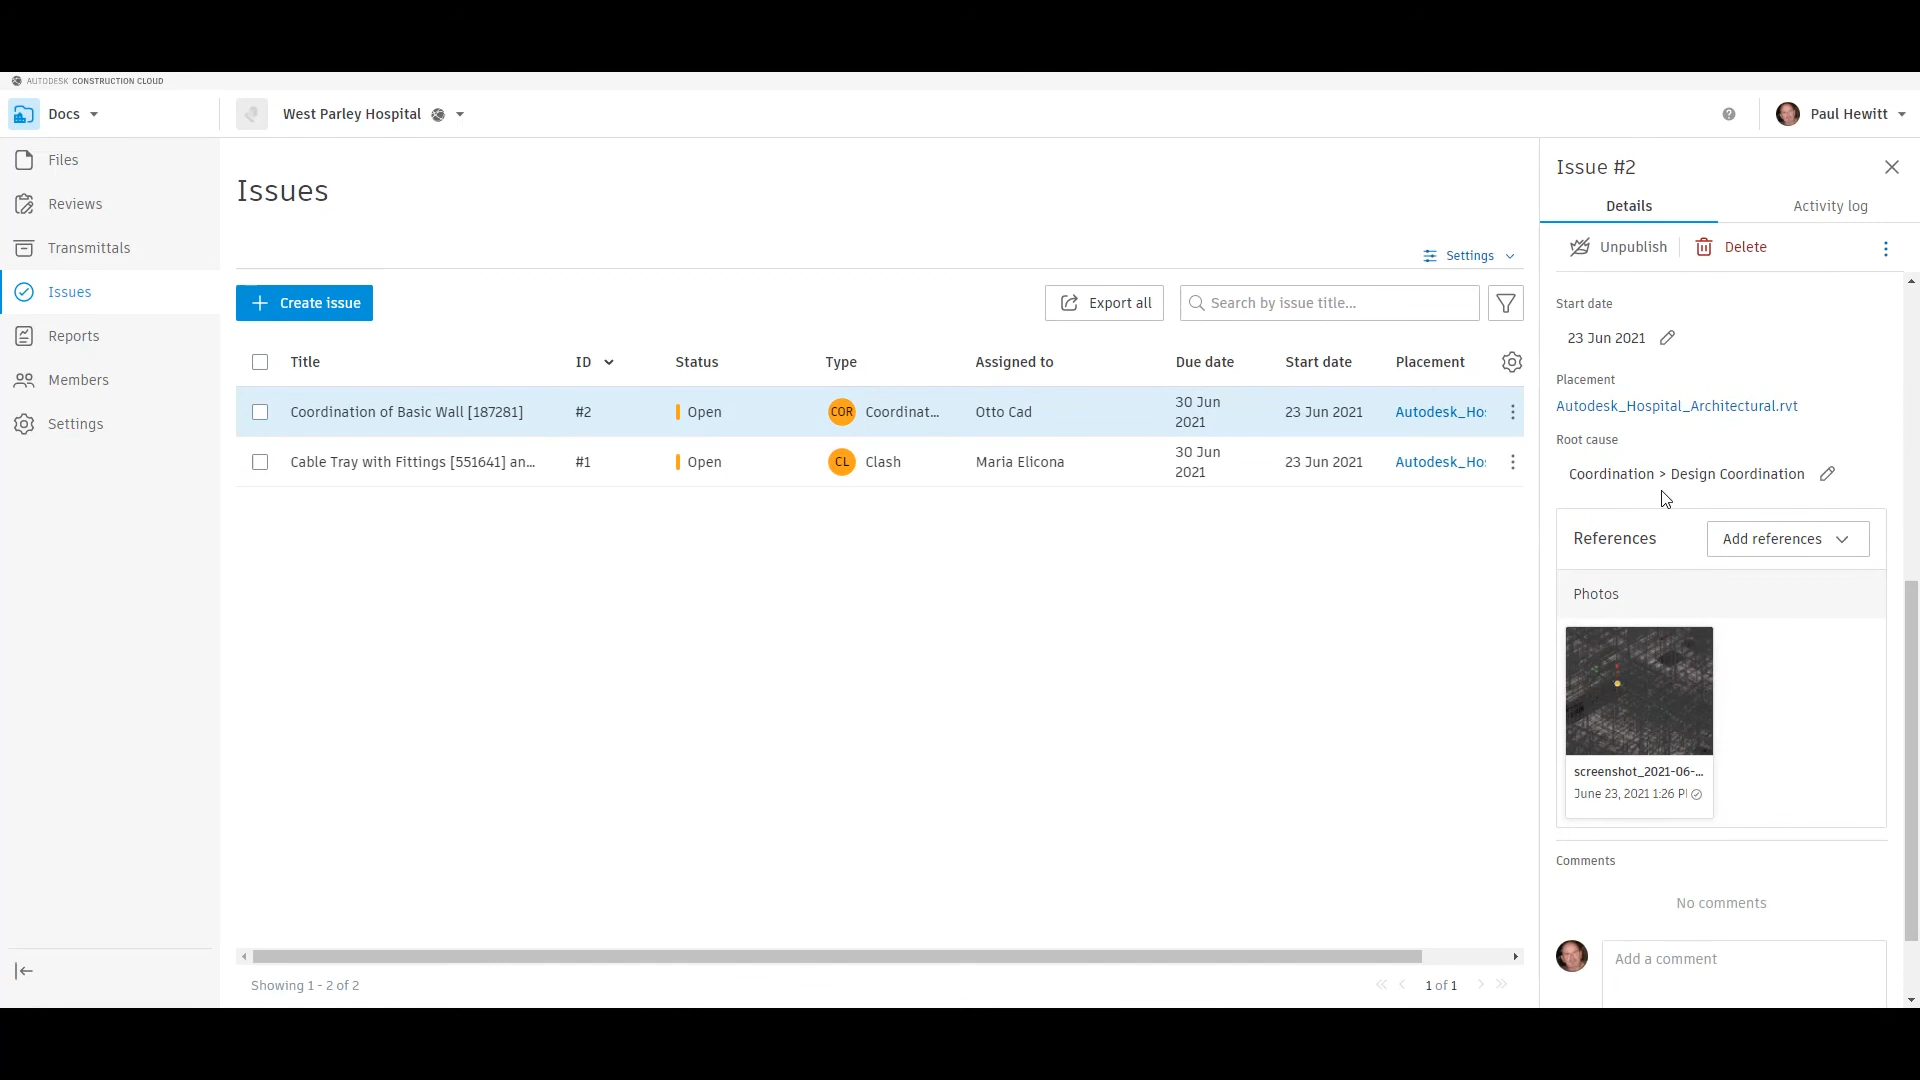 AUTODESK CONSTRUCTION CLOUD
Docs
West Parley Hospital
Paul Hewitt
Files
Reviews
Transmittals
Issues
Reports
Members
Settings
Issues
Settings
Create issue
Export all
Search by issue title...
Title ID Status Type Assigned to Due date Start date Placement
Coordination of Basic Wall [187281] #2 Open COR Coordinat... Otto Cad 30 Jun 2021 23 Jun 2021 Autodesk_Hos
Cable Tray with Fittings [551641] an... #1 Open CL Clash Maria Elicona 30 Jun 2021 23 Jun 2021 Autodesk_Hos
Showing 1 - 2 of 2
1 of 1
Issue #2
Details Activity log
Unpublish Delete
Start date
23 Jun 2021
Placement
Autodesk_Hospital_Architectural.rvt
Root cause
Coordination > Design Coordination
References Add references
Photos
screenshot_2021-06-...
June 23, 2021 1:26 P
Comments
No comments
Add a comment